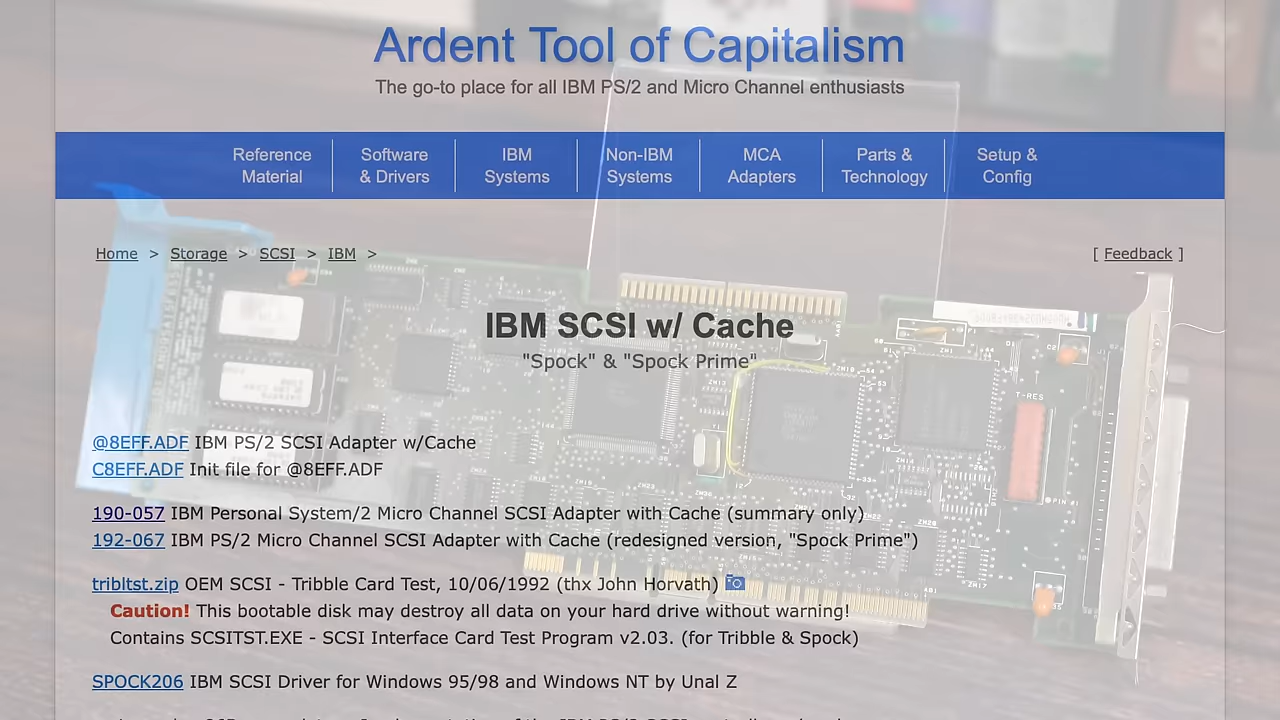 Ardent Tool of Capitalism
The go-to place for all IBM PS/2 and Micro Channel enthusiasts
Reference Material
Software & Drivers
IBM Systems
Non-IBM Systems
MCA Adapters
Parts & Technology
Setup & Config
Home > Storage > SCSI > IBM >
[ Feedback ]
IBM SCSI w/ Cache
"Spock" & "Spock Prime"
@8EFF.ADF IBM PS/2 SCSI Adapter w/Cache
C8EFF.ADF Init file for @8EFF.ADF
190-057 IBM Personal System/2 Micro Channel SCSI Adapter with Cache (summary only)
192-067 IBM PS/2 Micro Channel SCSI Adapter with Cache (redesigned version, "Spock Prime")
tribltst.zip OEM SCSI - Tribble Card Test, 10/06/1992 (thx John Horvath)
Caution! This bootable disk may destroy all data on your hard drive without warning!
Contains SCSITST.EXE - SCSI Interface Card Test Program v2.03. (for Tribble & Spock)
SPOCK206 IBM SCSI Driver for Windows 95/98 and Windows NT by Unal Z
T-RES
PIN #1